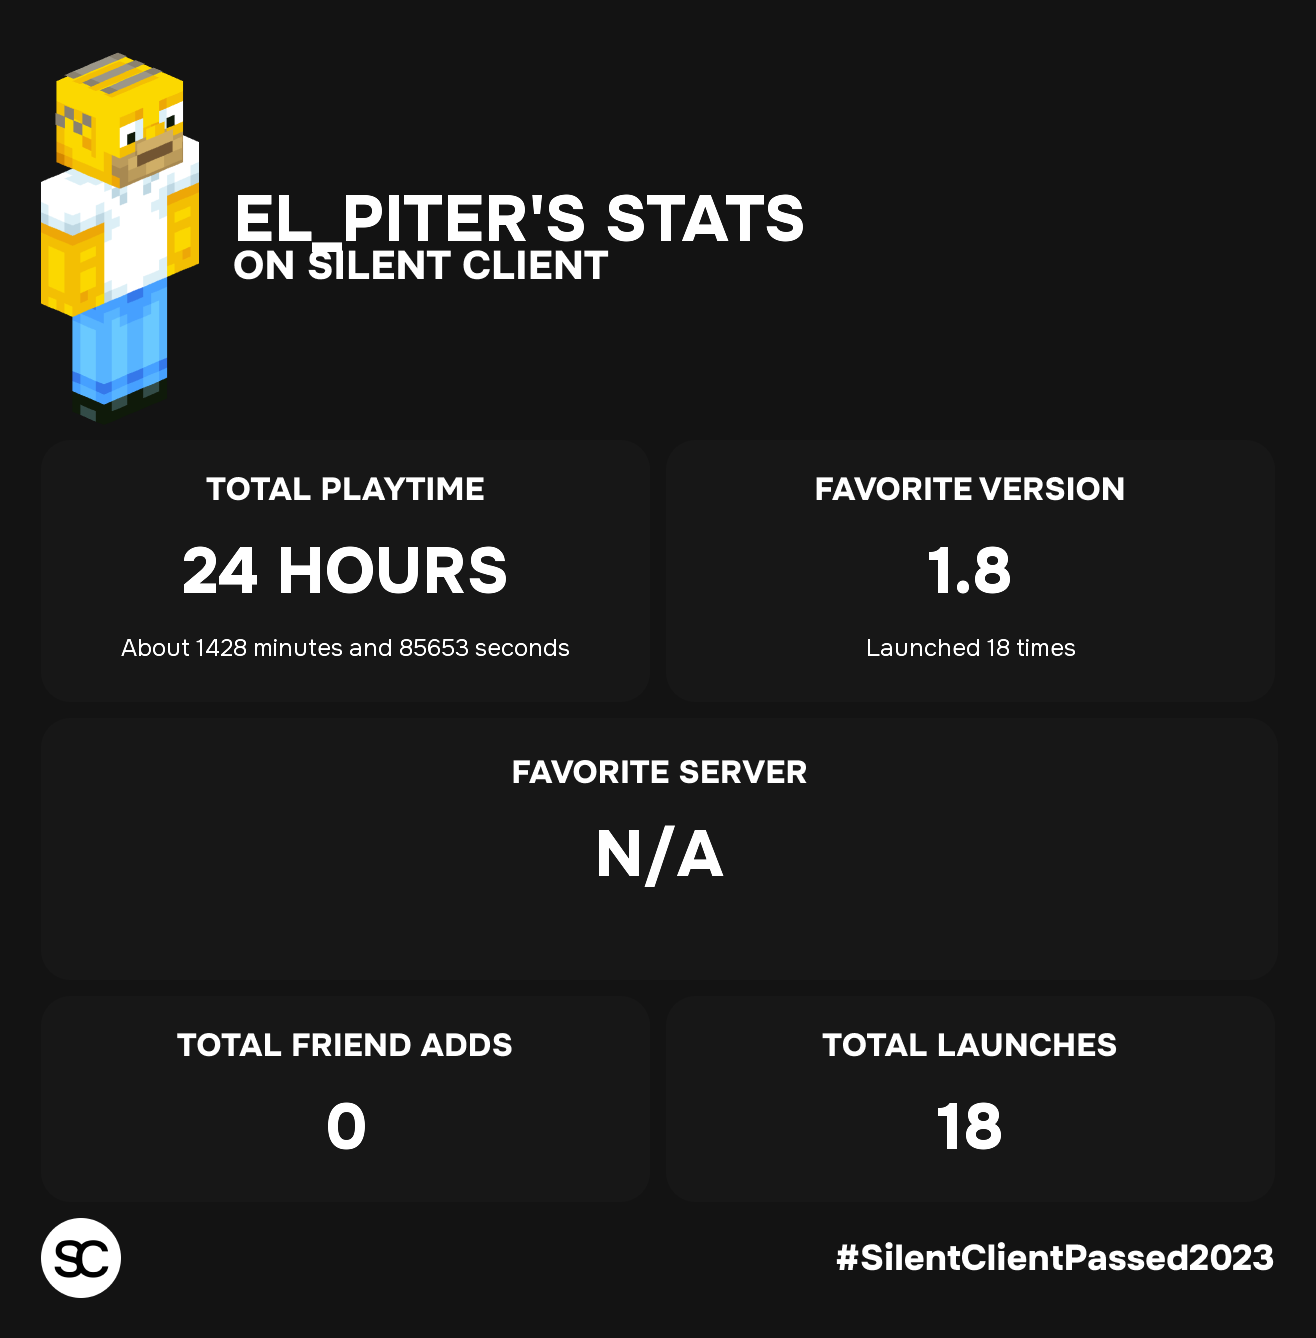 EL_PITER'S STATS
ON SILENT CLIENT
TOTAL PLAYTIME
24 HOURS
About 1428 minutes and 85653 seconds
FAVORITE VERSION
1.8
Launched 18 times
FAVORITE SERVER
N/A
TOTAL FRIEND ADDS
0
TOTAL LAUNCHES
18
SC
#SilentClientPassed2023